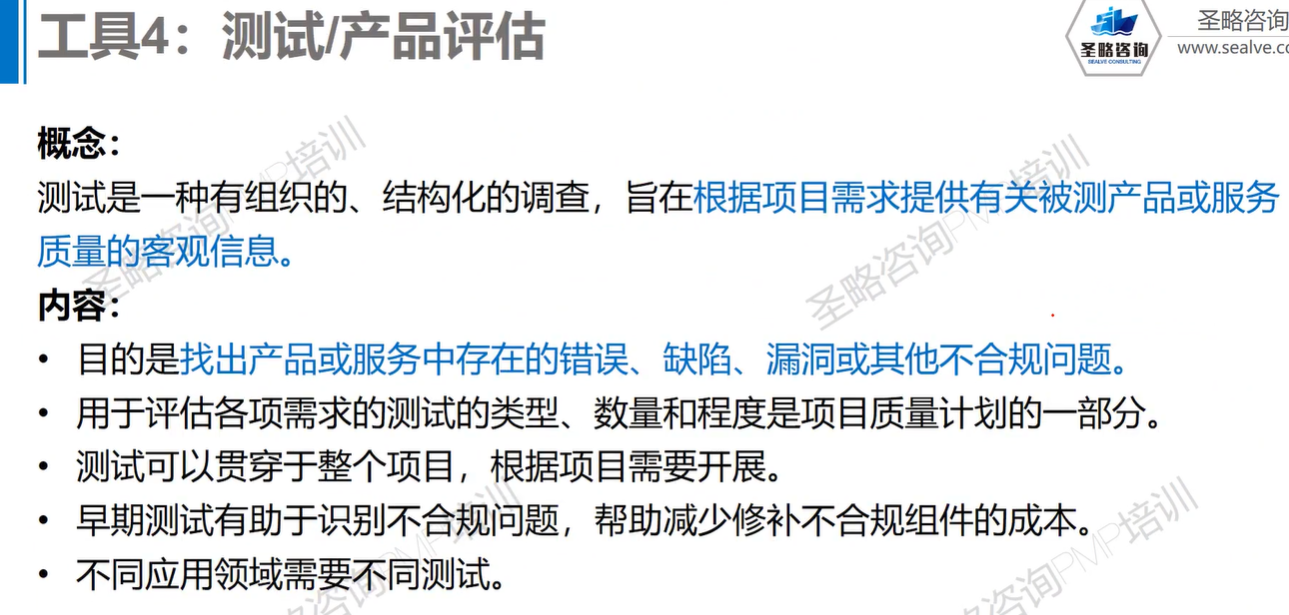 工具4：测试/产品评估
圣略咨询
SEALVE CONSULTING
圣略咨询
www.sealve.co
概念：
测试是一种有组织的、结构化的调查，旨在根据项目需求提供有关被测产品或服务
质量的客观信息。
内容：
• 目的是找出产品或服务中存在的错误、缺陷、漏洞或其他不合规问题。
• 用于评估各项需求的测试的类型、数量和程度是项目质量计划的一部分。
• 测试可以贯穿于整个项目，根据项目需要开展。
• 早期测试有助于识别不合规问题，帮助减少修补不合规组件的成本。
• 不同应用领域需要不同测试。
圣略咨询PMP培训
圣略咨询PMP培训
圣略咨询PMP培训
圣略咨询PMP培训